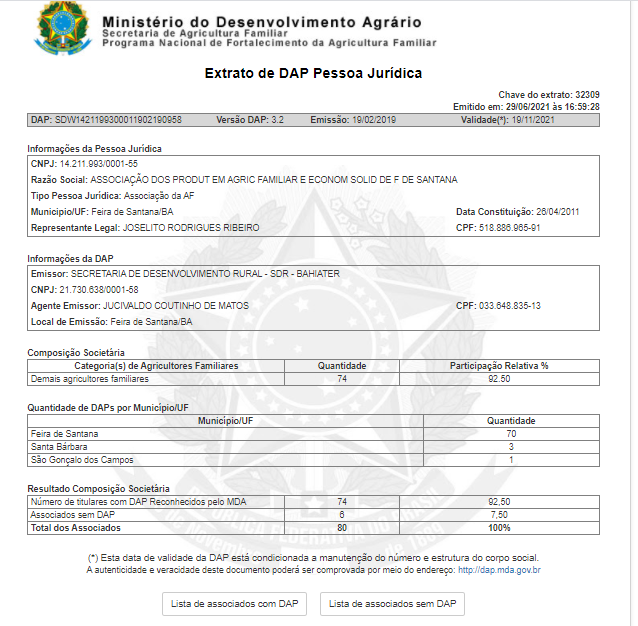 Ministério do Desenvolvimento Agrário
Secretaria de Agricultura Familiar
Programa Nacional de Fortalecimento da Agricultura Familiar
Extrato de DAP Pessoa Jurídica
Chave do extrato: 32309
Emitido em: 29/06/2021 às 16:59:28
DAP: SDW1421199300011902190958 Versão DAP: 3.2 Emissão: 19/02/2019 Validade(*): 19/11/2021
Informações da Pessoa Jurídica
CNPJ: 14.211.993/0001-55
Razão Social: ASSOCIAÇÃO DOS PRODUT EM AGRIC FAMILIAR E ECONOM SOLID DE F DE SANTANA
Tipo Pessoa Jurídica: Associação da AF
Municipio/UF: Feira de Santana/BA Data Constituição: 26/04/2011
Representante Legal: JOSELITO RODRIGUES RIBEIRO CPF: 518.886.965-91
Informações da DAP
Emissor: SECRETARIA DE DESENVOLVIMENTO RURAL - SDR - BAHIATER
CNPJ: 21.730.638/0001-58
Agente Emissor: JUCIVALDO COUTINHO DE MATOS CPF: 033.648.835-13
Local de Emissão: Feira de Santana/BA
Composição Societária
Categoria(s) de Agricultores Familiares Quantidade Participação Relativa %
Demais agricultores familiares 74 92.50
Quantidade de DAPs por Município/UF
Município/UF Quantidade
Feira de Santana 70
Santa Bárbara 3
São Gonçalo dos Campos 1
Resultado Composição Societária
Número de titulares com DAP Reconhecidos pelo MDA 74 92,50
Associados sem DAP 6 7,50
Total dos Associados 80 100%
(*) Esta data de validade da DAP está condicionada a manutenção do número e estrutura do corpo social.
A autenticidade e veracidade deste documento poderá ser comprovada por meio do endereço: http://dap.mda.gov.br
Lista de associados com DAP Lista de associados sem DAP